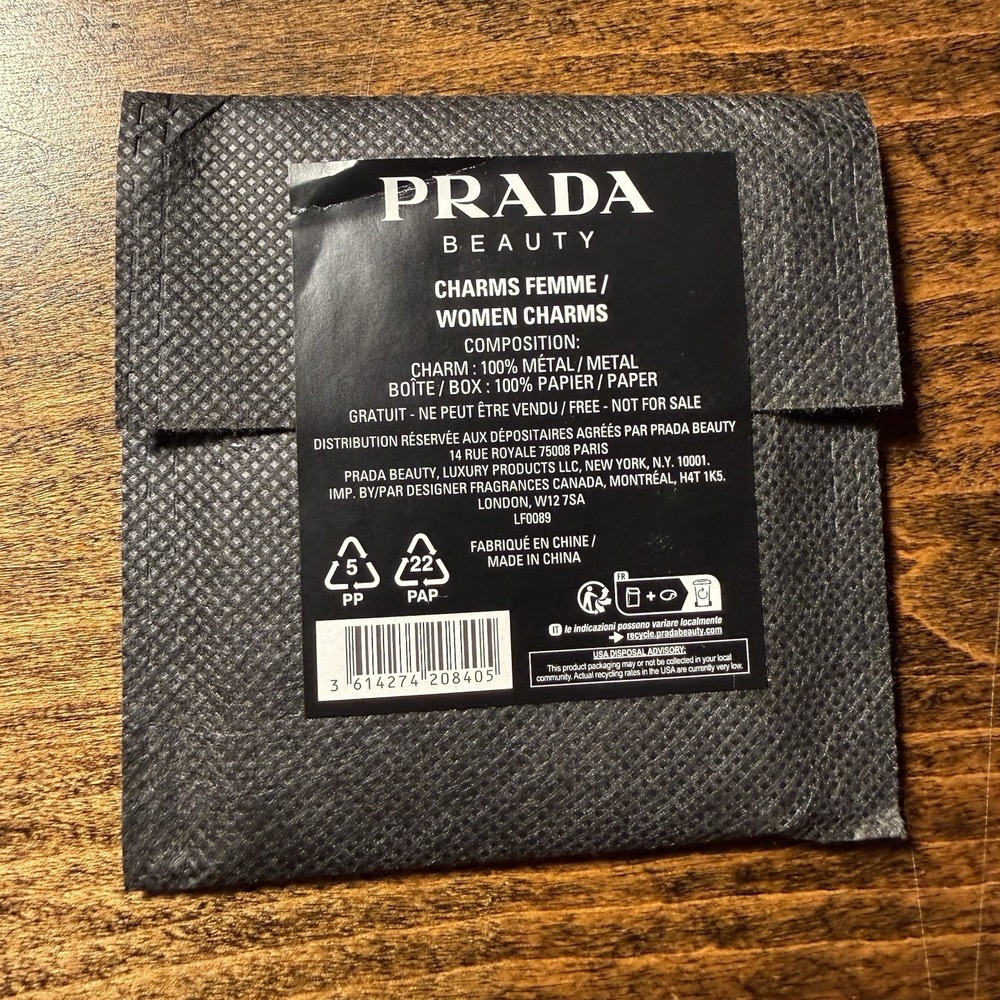 PRADA
BEAUTY
CHARMS FEMME /
WOMEN CHARMS
COMPOSITION:
CHARM : 100% MÉTAL / METAL
BOÎTE / BOX : 100% PAPIER / PAPER
GRATUIT - NE PEUT ÊTRE VENDU / FREE - NOT FOR SALE
DISTRIBUTION RÉSERVÉE AUX DÉPOSITAIRES AGRÉÉS PAR PRADA BEAUTY
14 RUE ROYALE 75008 PARIS
PRADA BEAUTY, LUXURY PRODUCTS LLC, NEW YORK, N.Y. 10001.
IMP. BY/PAR DESIGNER FRAGRANCES CANADA, MONTRÉAL, H4T 1K5.
LONDON, W12 7SA
LF0089
FABRIQUÉ EN CHINE /
MADE IN CHINA
5
PP
22
PAP
FR
+
IT le indicazioni possono variare localmente
recycle.pradabeauty.com
USA DISPOSAL ADVISORY:
This product packaging may or not be collected in your local
community. Actual recycling rates in the USA are currently very low.
3 614274 208405